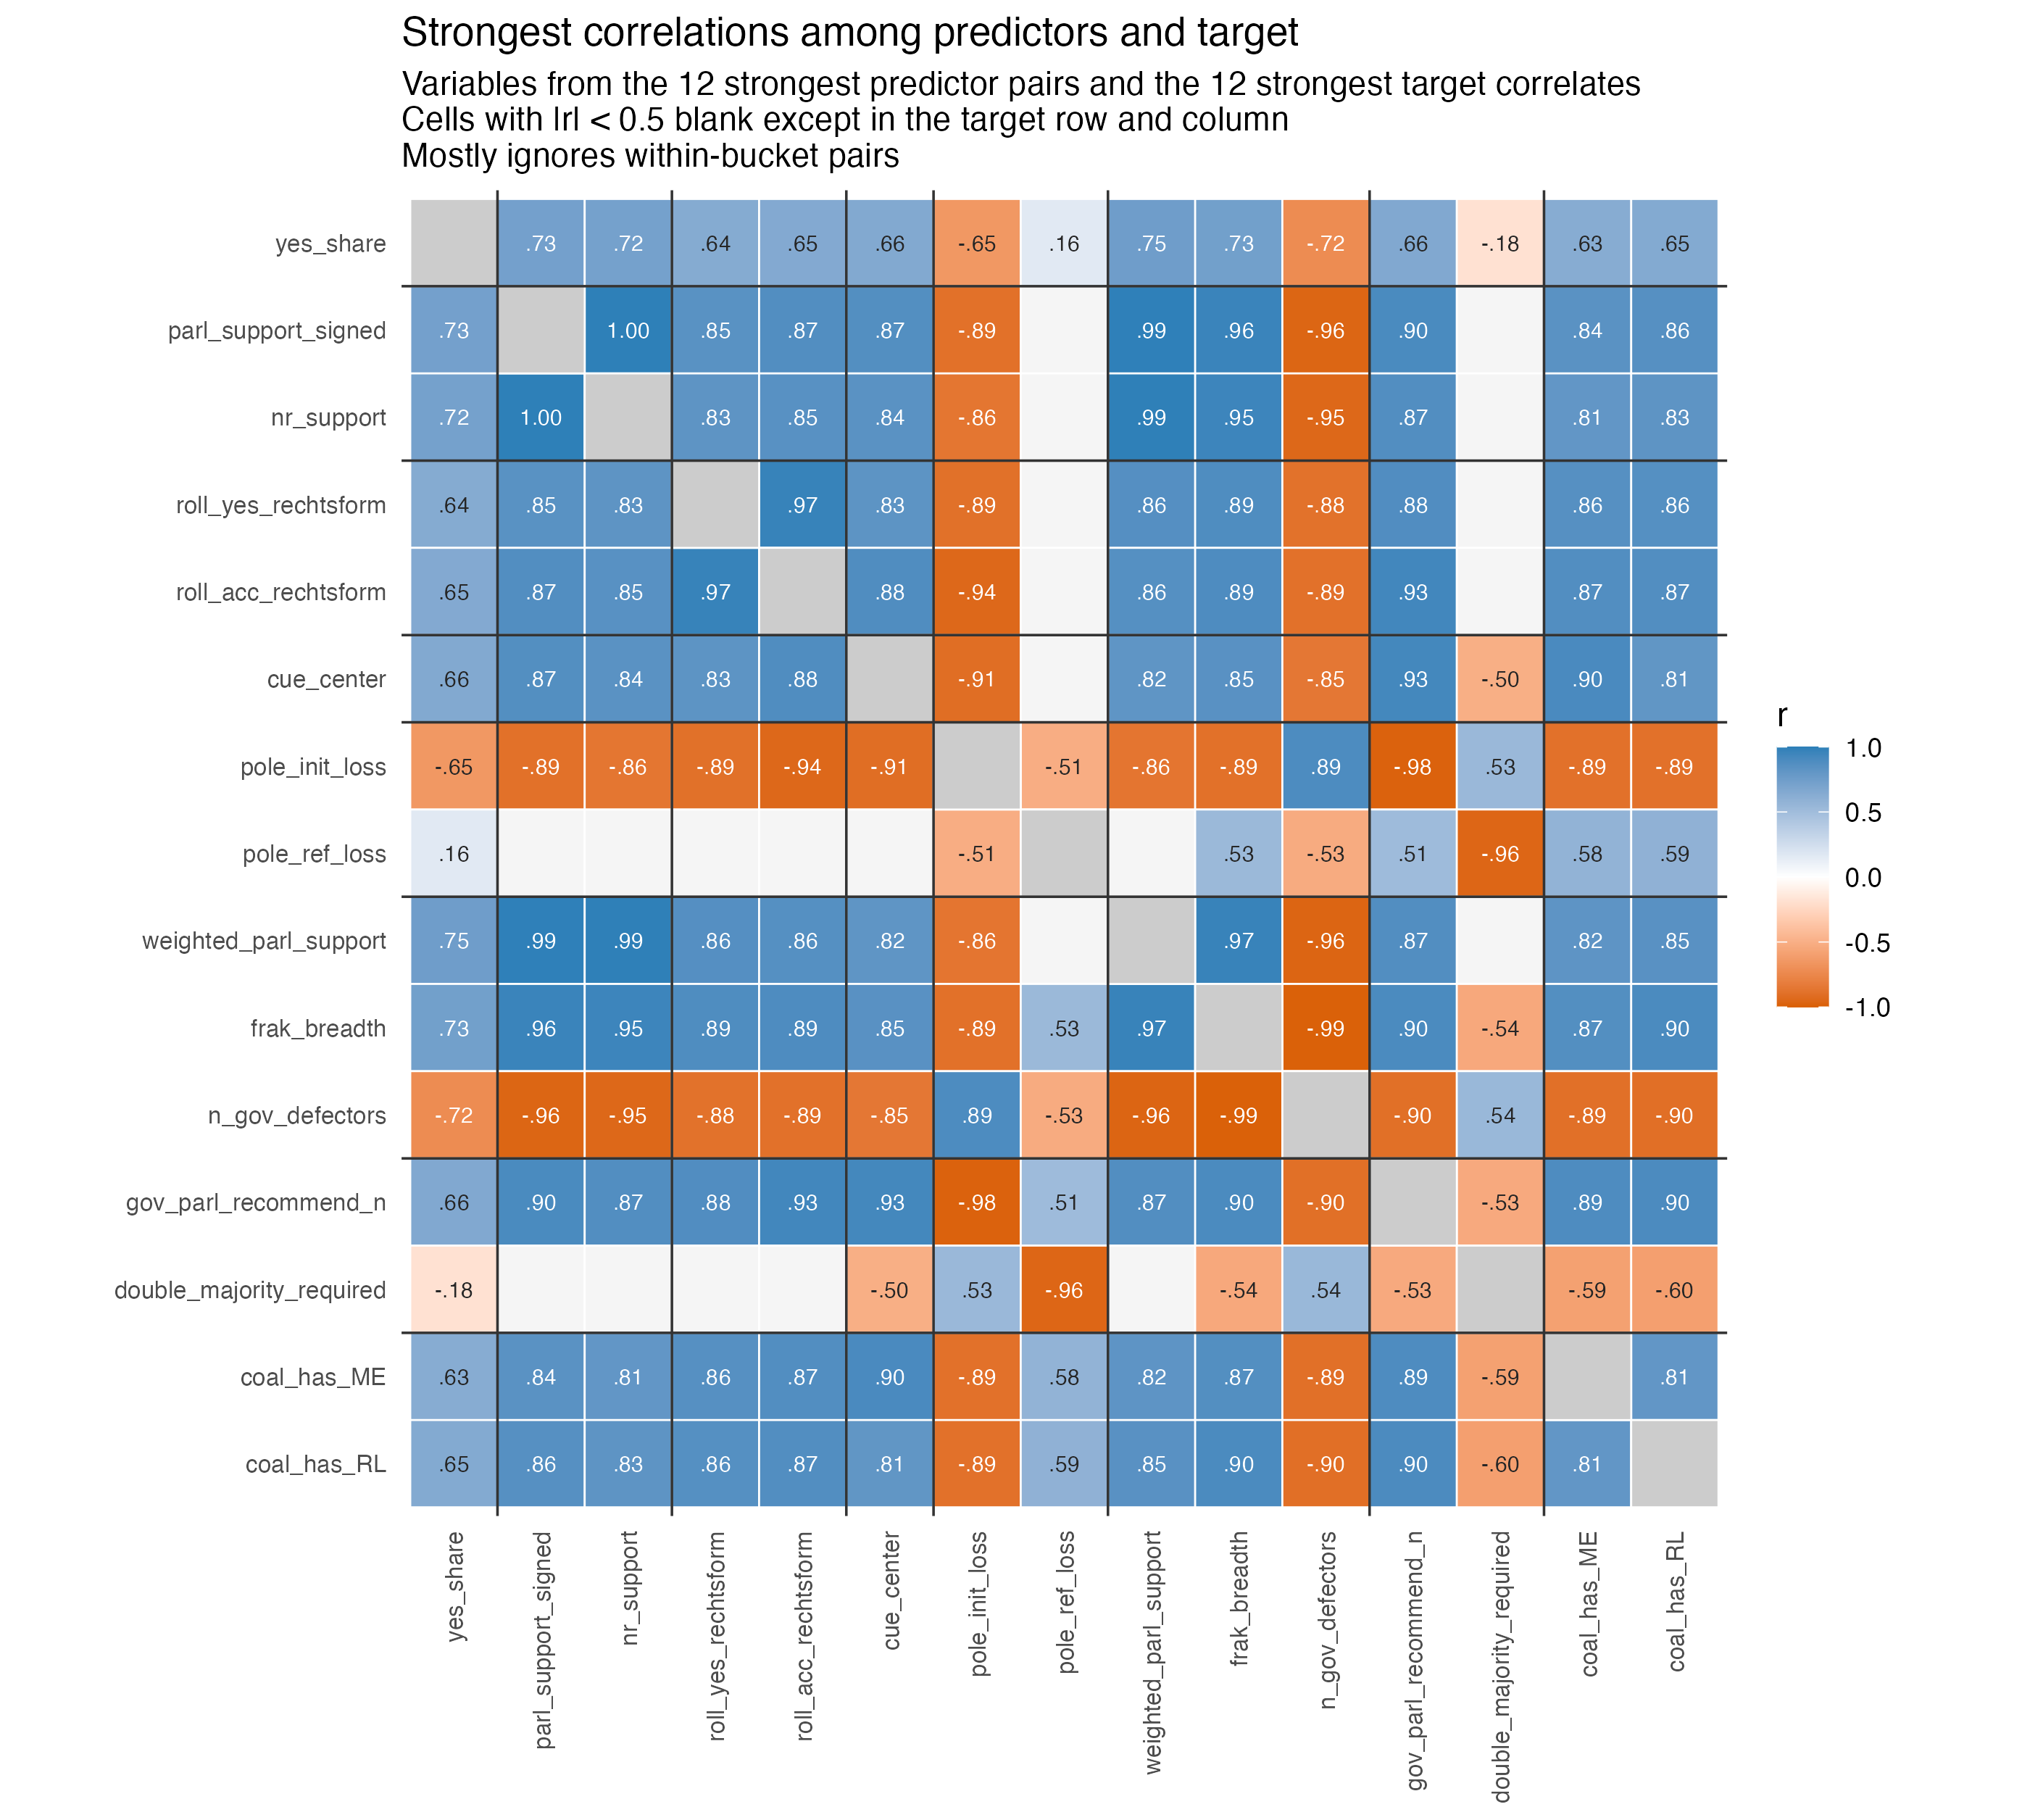 Strongest correlations among predictors and target
Variables from the 12 strongest predictor pairs and the 12 strongest target correlates
Cells with |r| < 0.5 blank except in the target row and column
Mostly ignores within-bucket pairs
yes_share .73 .72 .64 .65 .66 -.65 .16 .75 .73 -.72 .66 -.18 .63 .65
parl_support_signed .73 1.00 .85 .87 .87 -.89 .99 .96 -.96 .90 .84 .86
nr_support .72 1.00 .83 .85 .84 -.86 .99 .95 -.95 .87 .81 .83
roll_yes_rechtsform .64 .85 .83 .97 .83 -.89 .86 .89 -.88 .88 .86 .86
roll_acc_rechtsform .65 .87 .85 .97 .88 -.94 .86 .89 -.89 .93 .87 .87
cue_center .66 .87 .84 .83 .88 -.91 .82 .85 -.85 .93 -.50 .90 .81
pole_init_loss -.65 -.89 -.86 -.89 -.94 -.91 -.51 -.86 -.89 .89 -.98 .53 -.89 -.89
pole_ref_loss .16 -.51 .53 -.53 .51 -.96 .58 .59
weighted_parl_support .75 .99 .99 .86 .86 .82 -.86 .97 -.96 .87 .82 .85
frak_breadth .73 .96 .95 .89 .89 .85 -.89 .53 .97 -.99 .90 -.54 .87 .90
n_gov_defectors -.72 -.96 -.95 -.88 -.89 -.85 .89 -.53 -.96 -.99 -.90 .54 -.89 -.90
gov_parl_recommend_n .66 .90 .87 .88 .93 .93 -.98 .51 .87 .90 -.90 -.53 .89 .90
double_majority_required -.18 -.50 .53 -.96 -.54 .54 -.53 -.59 -.60
coal_has_ME .63 .84 .81 .86 .87 .90 -.89 .58 .82 .87 -.89 .89 -.59 .81
coal_has_RL .65 .86 .83 .86 .87 .81 -.89 .59 .85 .90 -.90 .90 -.60 .81
yes_share
parl_support_signed
nr_support
roll_yes_rechtsform
roll_acc_rechtsform
cue_center
pole_init_loss
pole_ref_loss
weighted_parl_support
frak_breadth
n_gov_defectors
gov_parl_recommend_n
double_majority_required
coal_has_ME
coal_has_RL
r
1.0
0.5
0.0
-0.5
-1.0